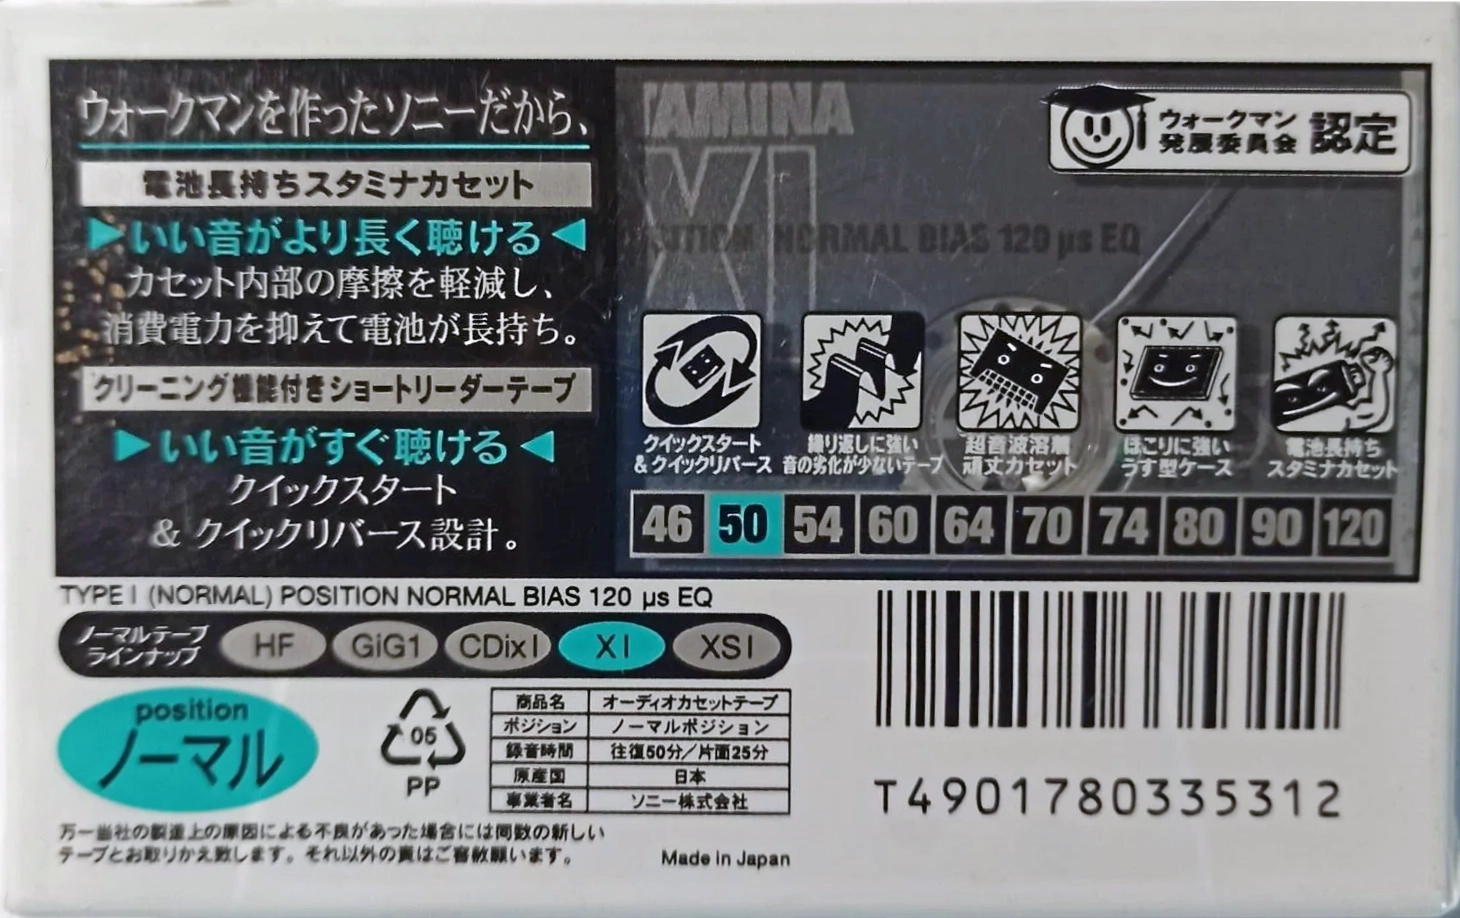 ウォークマンを作ったソニーだから、
電池長持ちスタミナカセット
いい音がより長く聴ける
カセット内部の摩擦を軽減し、
消費電力を抑えて電池が長持ち。
クリーニング機能付きショートリーダーテープ
いい音がすぐ聴ける
クイックスタート
& クイックリバース設計。
TAMINA
XI
NORMAL BIAS 120 µs EQ
ウォークマン
発展委員会
認定
クイックスタート
& クイックリバース
繰り返しに強い
音の劣化が少ないテープ
超音波溶着
頑丈カセット
ほこりに強い
うす型ケース
電池長持ち
スタミナカセット
46 50 54 60 64 70 74 80 90 120
TYPE I (NORMAL) POSITION NORMAL BIAS 120 µs EQ
ノーマルテープ
ラインナップ
HF GiG1 CDixI XI XSI
position
ノーマル
05
PP
商品名 オーディオカセットテープ
ポジション ノーマルポジション
録音時間 往復50分/片面25分
原産国 日本
事業者名 ソニー株式会社
T4901780335312
万一当社の製造上の原因による不良があった場合には同数の新しい
テープとお取りかえ致します。それ以外の責はご容赦願います。
Made in Japan